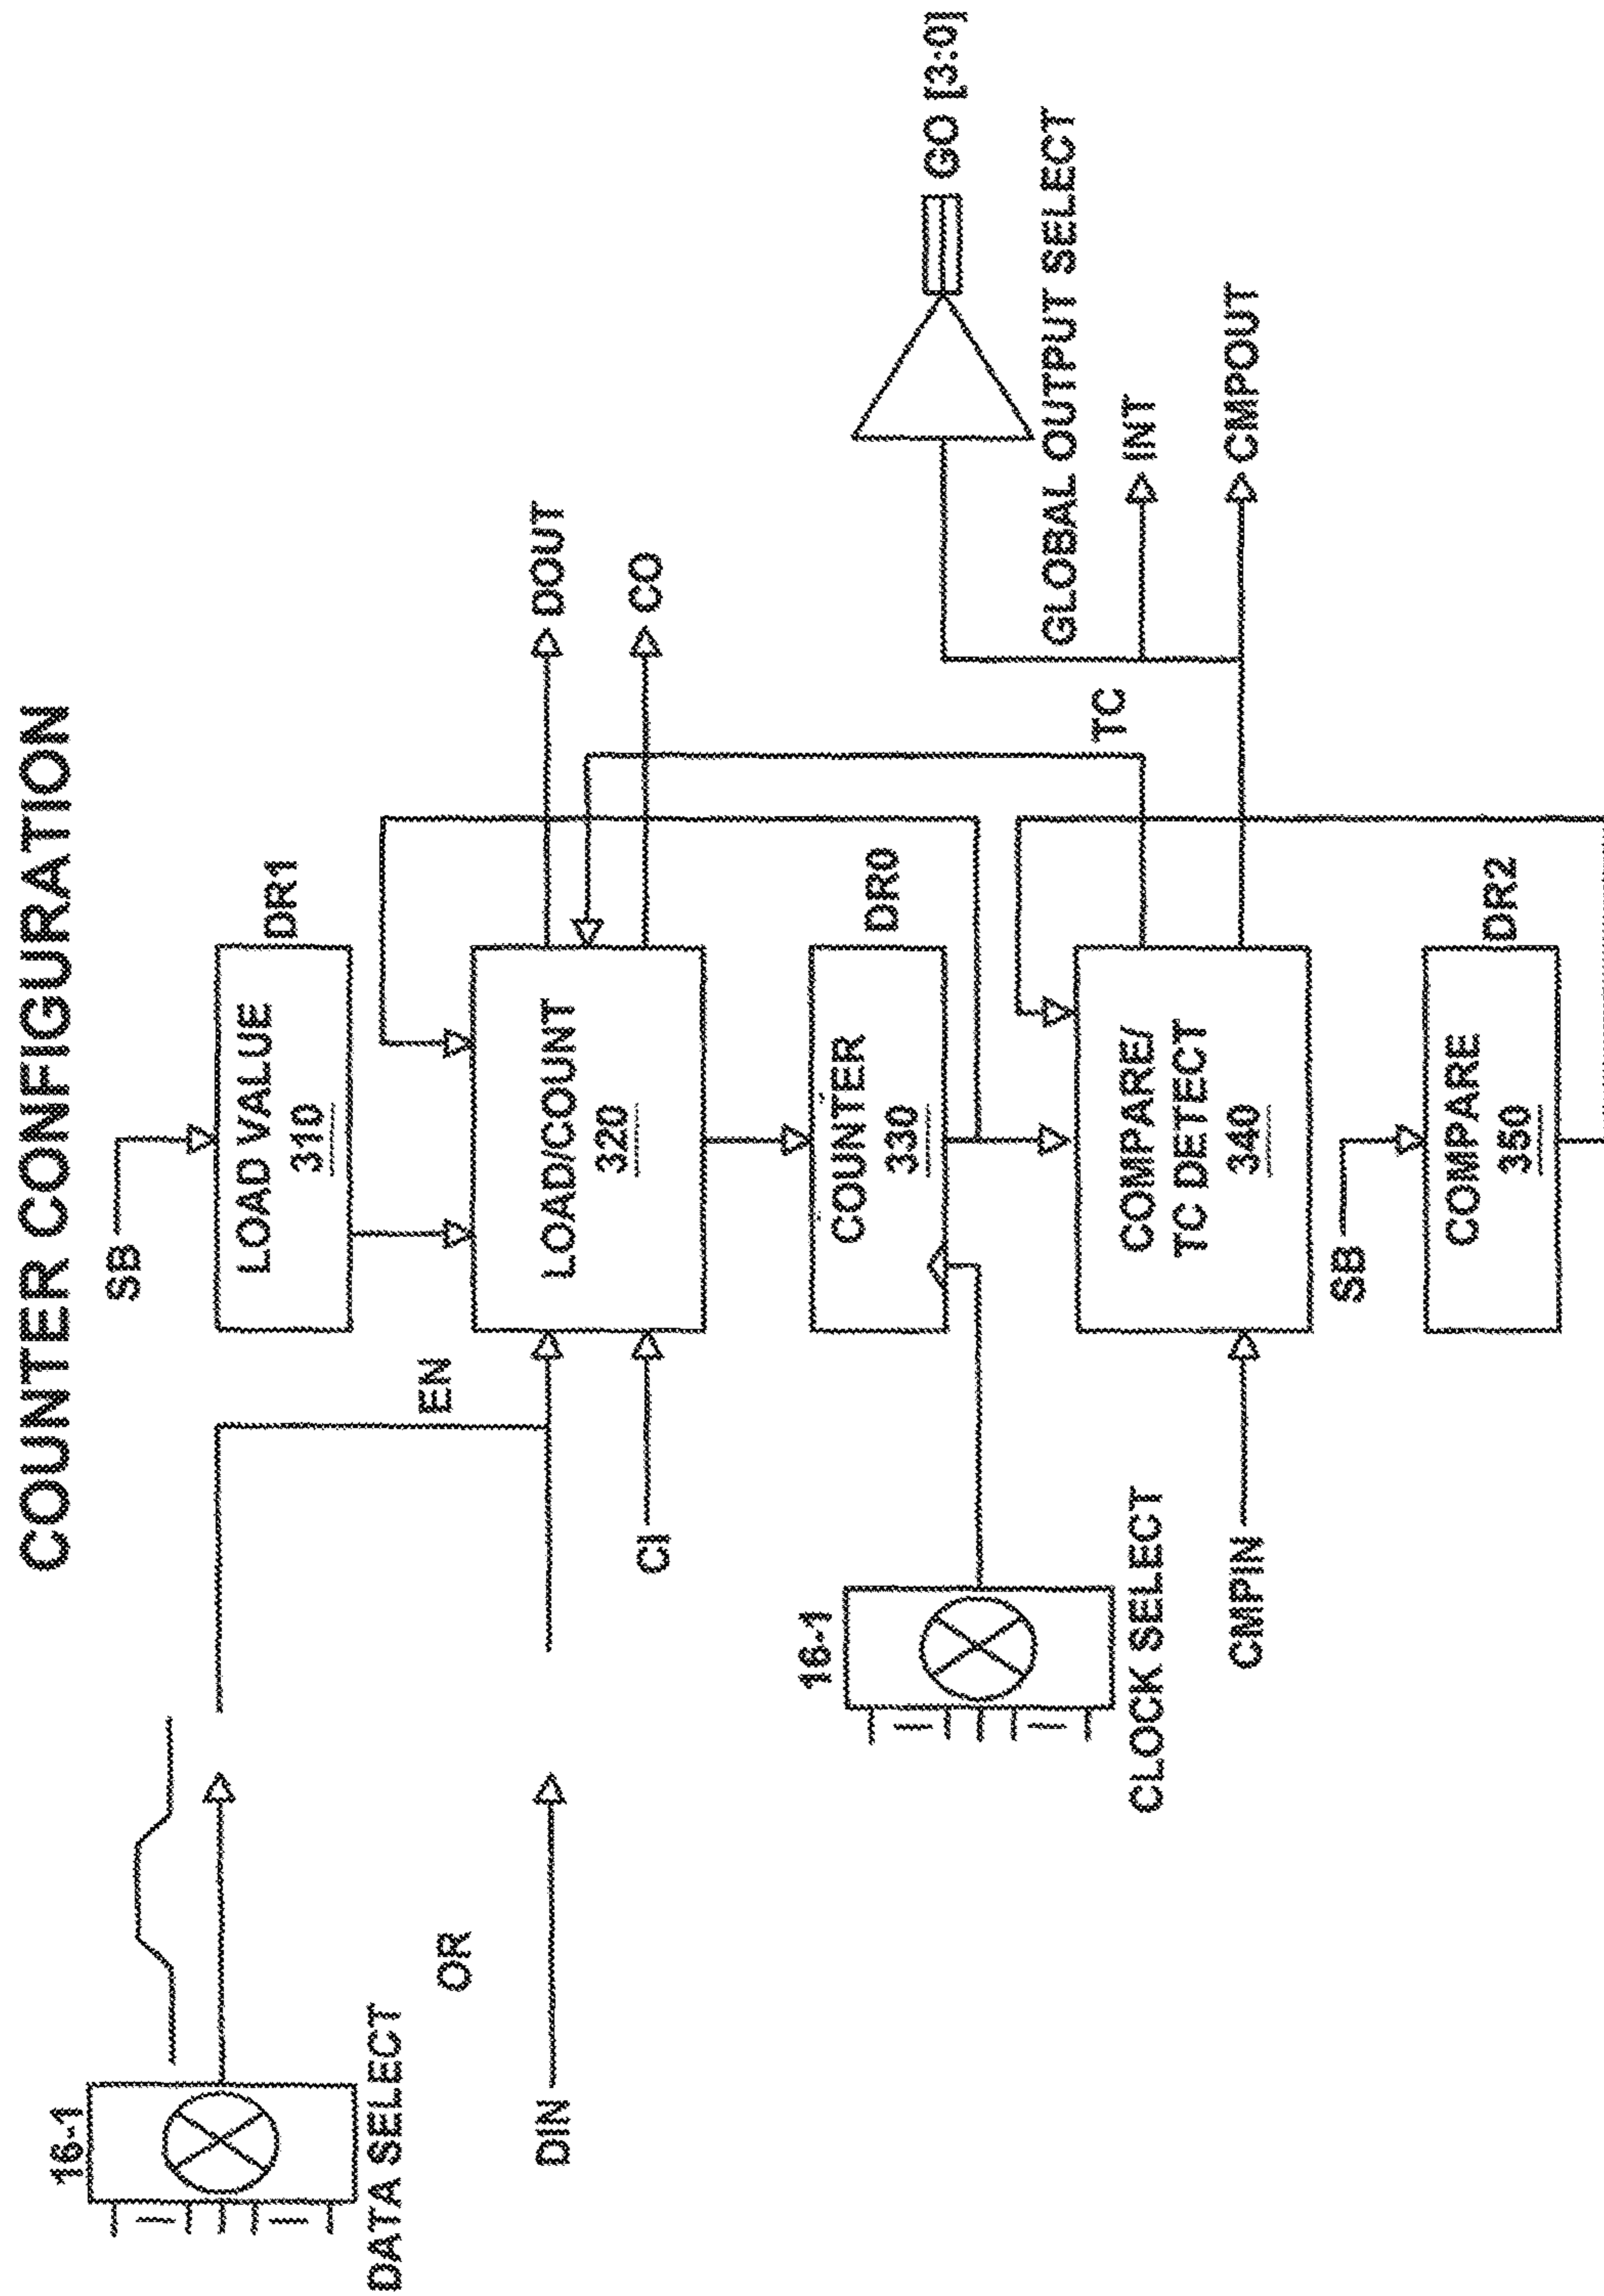 COUNTER CONFIGURATION
SB
16-1
DATA SELECT
OR
DIN
EN
CI
LOAD VALUE
310
DR1
LOAD/COUNT
320
DOUT
CO
16-1
CLOCK SELECT
COUNTER
330
DR0
CMPIN
COMPARE/
TC DETECT
340
TC
GO [3:0]
GLOBAL OUTPUT SELECT
INT
CMPOUT
SB
COMPARE
350
DR2